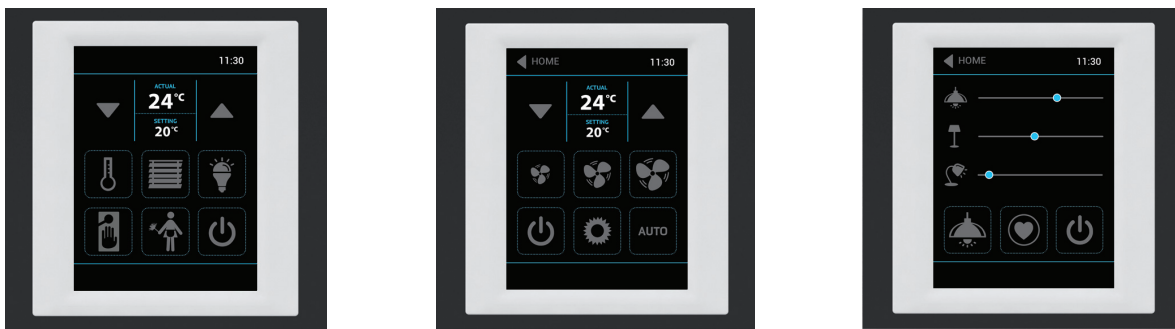 11:30
ACTUAL
24°C
SETTING
20°C
HOME 11:30
ACTUAL
24°C
SETTING
20°C
AUTO
HOME 11:30